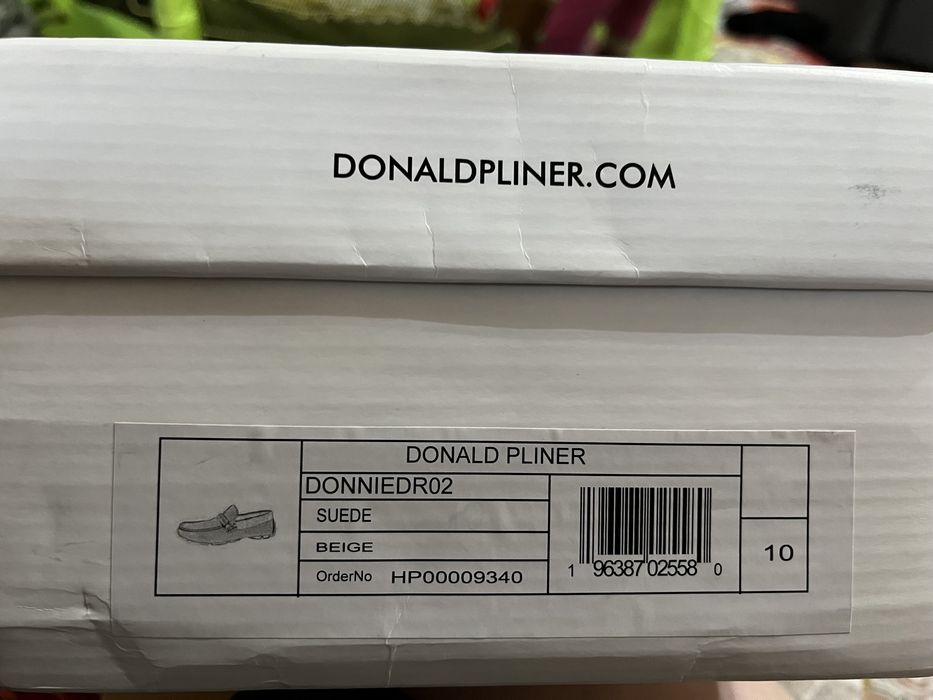 DONALDPLINER.COM
DONALD PLINER
DONNIEDR02
SUEDE
BEIGE
OrderNo HP00009340
1 96387 02558 0
10